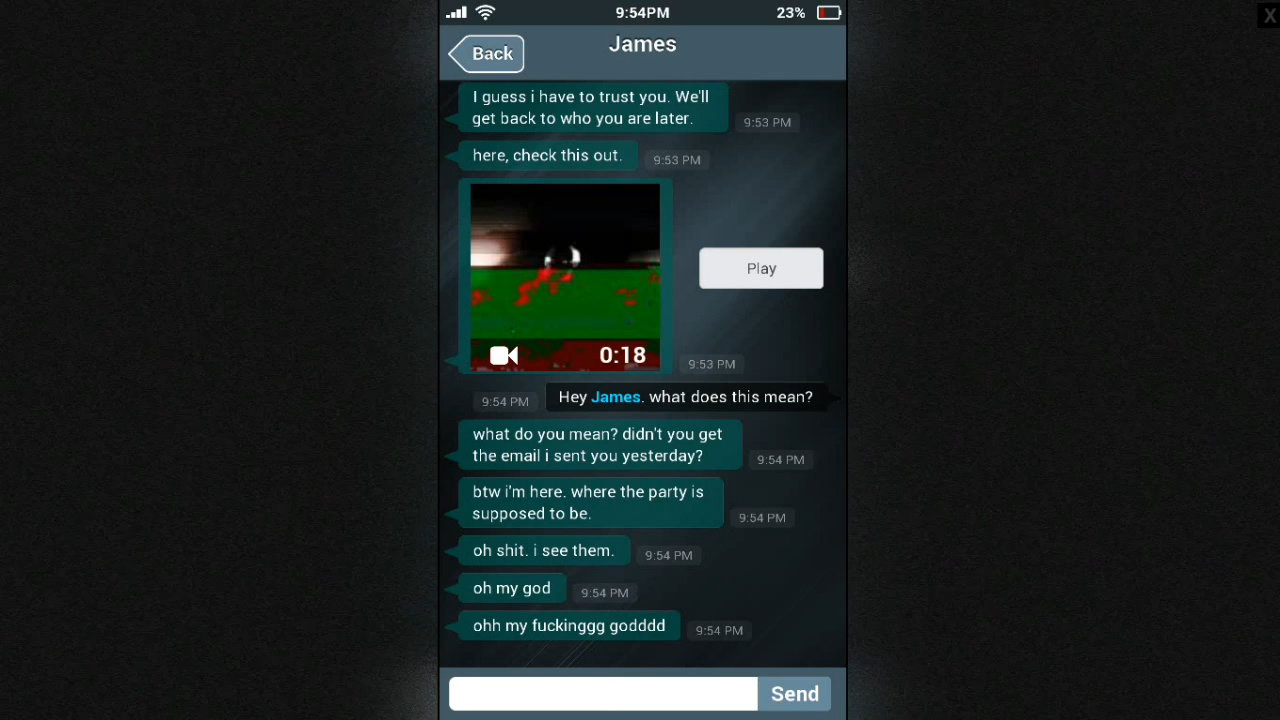 9:54PM
23%
X
Back
James
I guess i have to trust you. We'll
get back to who you are later.
9:53 PM
here, check this out.
9:53 PM
Play
0:18
9:53 PM
9:54 PM
Hey James. what does this mean?
what do you mean? didn't you get
the email i sent you yesterday?
9:54 PM
btw i'm here. where the party is
supposed to be.
9:54 PM
oh shit. i see them.
9:54 PM
oh my god
9:54 PM
ohh my fuckinggg godddd
9:54 PM
Send